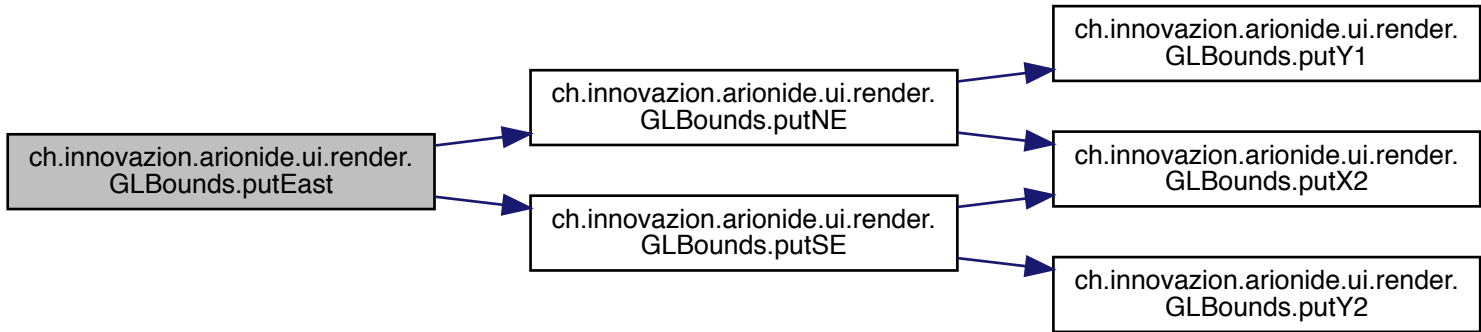 ch.innovazion.arionide.ui.render.
GLBounds.putEast
ch.innovazion.arionide.ui.render.
GLBounds.putNE
ch.innovazion.arionide.ui.render.
GLBounds.putSE
ch.innovazion.arionide.ui.render.
GLBounds.putY1
ch.innovazion.arionide.ui.render.
GLBounds.putX2
ch.innovazion.arionide.ui.render.
GLBounds.putY2